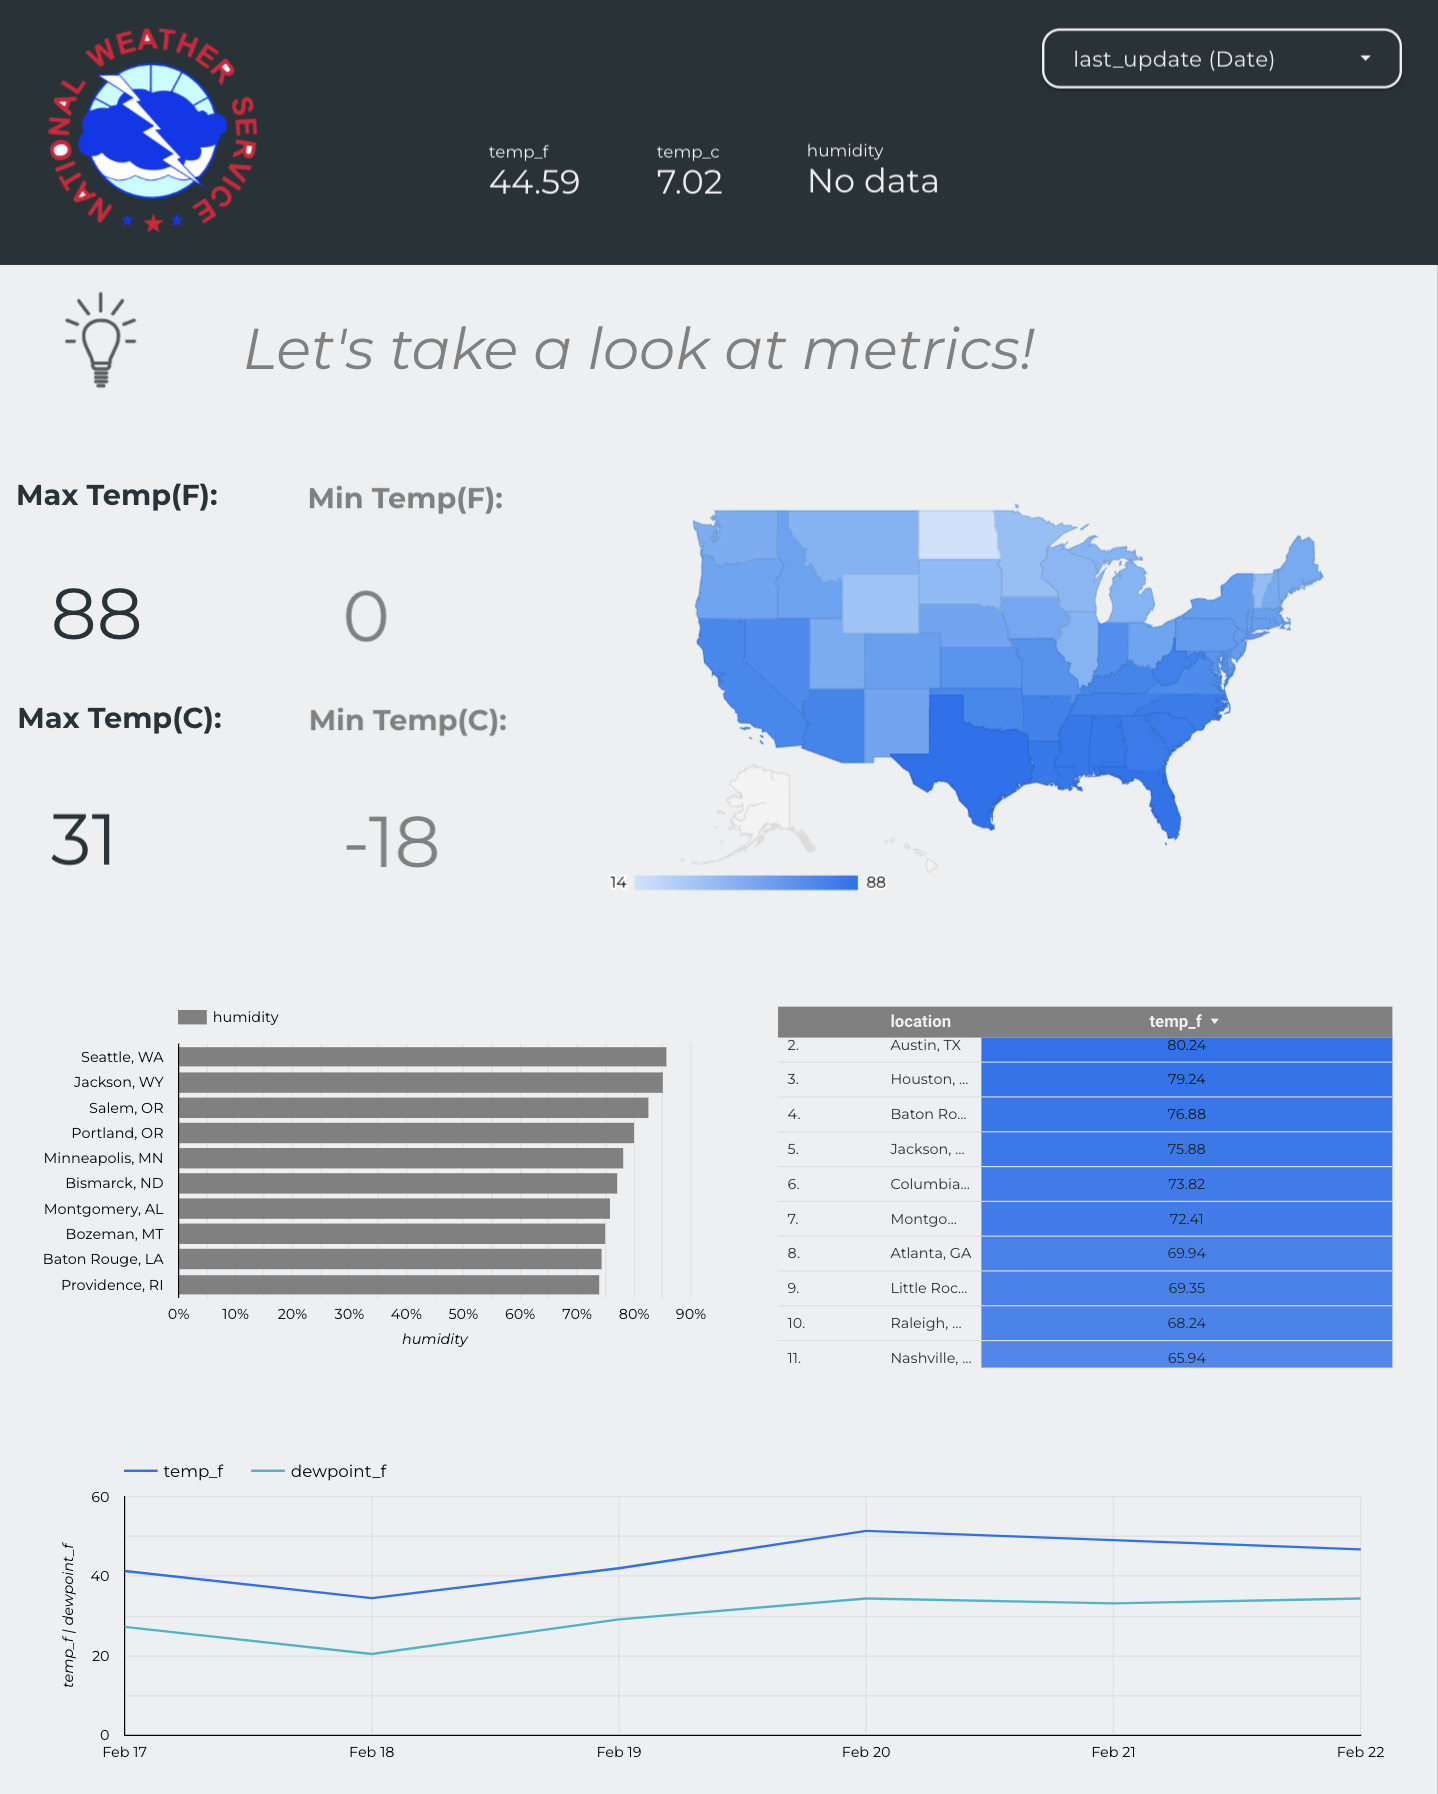 NATIONAL WEATHER SERVICE
last_update (Date)
temp_f
44.59
temp_c
7.02
humidity
No data
Let's take a look at metrics!
Max Temp(F):
88
Min Temp(F):
0
Max Temp(C):
31
Min Temp(C):
-18
14
88
humidity
Seattle, WA
Jackson, WY
Salem, OR
Portland, OR
Minneapolis, MN
Bismarck, ND
Montgomery, AL
Bozeman, MT
Baton Rouge, LA
Providence, RI
0% 10% 20% 30% 40% 50% 60% 70% 80% 90%
humidity
location temp_f
2. Austin, TX 80.24
3. Houston, ... 79.24
4. Baton Ro... 76.88
5. Jackson, ... 75.88
6. Columbia... 73.82
7. Montgo... 72.41
8. Atlanta, GA 69.94
9. Little Roc... 69.35
10. Raleigh, ... 68.24
11. Nashville, ... 65.94
temp_f dewpoint_f
temp_f | dewpoint_f
60
40
20
0
Feb 17 Feb 18 Feb 19 Feb 20 Feb 21 Feb 22